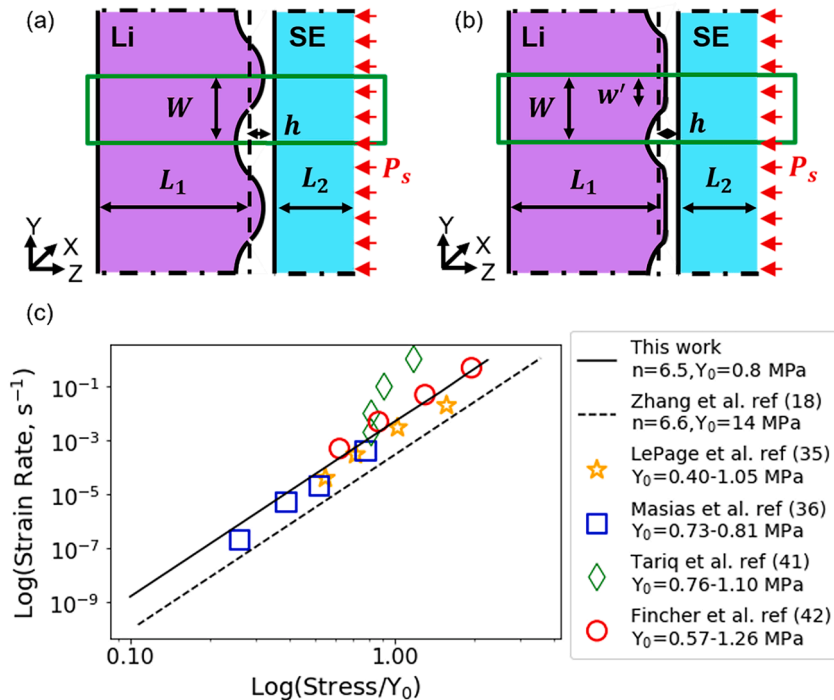 (a)
Li
SE
W
h
L₁
L₂
Pₛ
Y
X
Z
(b)
Li
SE
W
w′
h
L₁
L₂
Pₛ
Y
X
Z
(c)
Log(Strain Rate, s⁻¹)
10⁻¹
10⁻³
10⁻⁵
10⁻⁷
10⁻⁹
0.10
1.00
Log(Stress/Y₀)
This work
n=6.5,Y₀=0.8 MPa
Zhang et al. ref (18)
n=6.6,Y₀=14 MPa
LePage et al. ref (35)
Y₀=0.40-1.05 MPa
Masias et al. ref (36)
Y₀=0.73-0.81 MPa
Tariq et al. ref (41)
Y₀=0.76-1.10 MPa
Fincher et al. ref (42)
Y₀=0.57-1.26 MPa